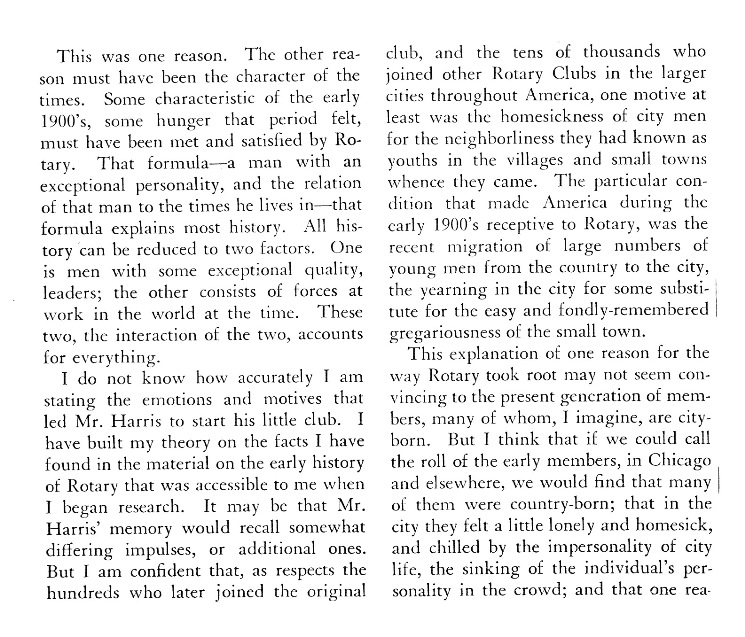 This was one reason. The other rea-
son must have been the character of the
times. Some characteristic of the early
1900's, some hunger that period felt,
must have been met and satisfied by Ro-
tary. That formula—a man with an
exceptional personality, and the relation
of that man to the times he lives in—that
formula explains most history. All his-
tory can be reduced to two factors. One
is men with some exceptional quality,
leaders; the other consists of forces at
work in the world at the time. These
two, the interaction of the two, accounts
for everything.
I do not know how accurately I am
stating the emotions and motives that
led Mr. Harris to start his little club. I
have built my theory on the facts I have
found in the material on the early history
of Rotary that was accessible to me when
I began research. It may be that Mr.
Harris' memory would recall somewhat
differing impulses, or additional ones.
But I am confident that, as respects the
hundreds who later joined the original
club, and the tens of thousands who
joined other Rotary Clubs in the larger
cities throughout America, one motive at
least was the homesickness of city men
for the neighborliness they had known as
youths in the villages and small towns
whence they came. The particular con-
dition that made America during the
early 1900's receptive to Rotary, was the
recent migration of large numbers of
young men from the country to the city,
the yearning in the city for some substi-
tute for the easy and fondly-remembered
gregariousness of the small town.
This explanation of one reason for the
way Rotary took root may not seem con-
vincing to the present generation of mem-
bers, many of whom, I imagine, are city-
born. But I think that if we could call
the roll of the early members, in Chicago
and elsewhere, we would find that many
of them were country-born; that in the
city they felt a little lonely and homesick,
and chilled by the impersonality of city
life, the sinking of the individual's per-
sonality in the crowd; and that one rea-